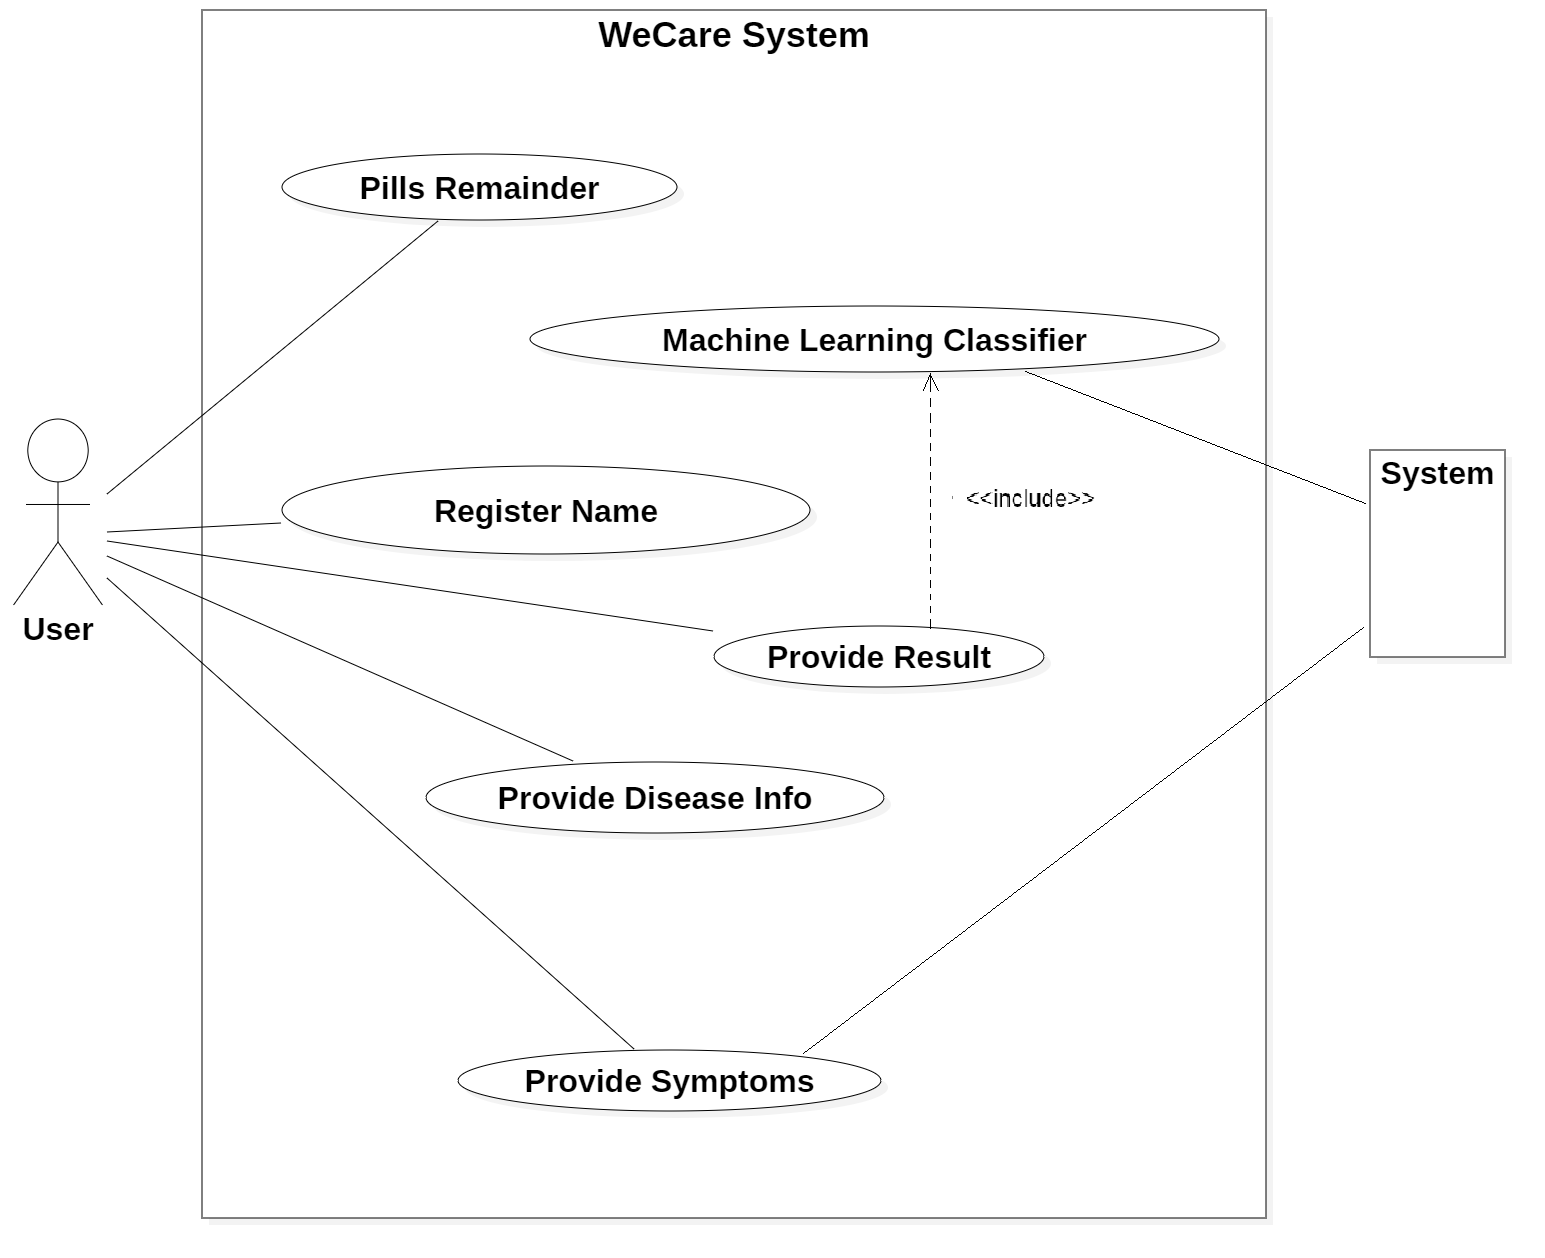 WeCare System
Pills Remainder
Machine Learning Classifier
System
<<include>>
Register Name
User
Provide Result
Provide Disease Info
Provide Symptoms